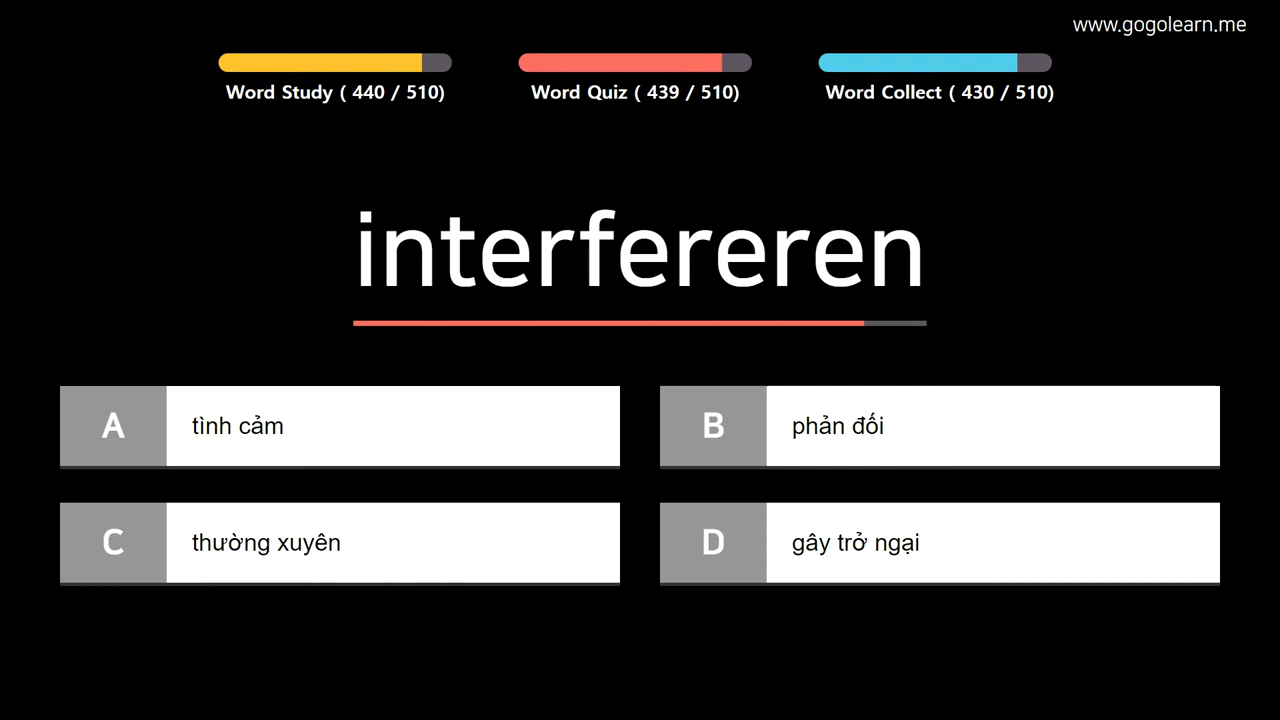 www.gogolearn.me
Word Study ( 440 / 510)
Word Quiz ( 439 / 510)
Word Collect ( 430 / 510)
interfereren
A tình cảm
B phản đối
C thường xuyên
D gây trở ngại